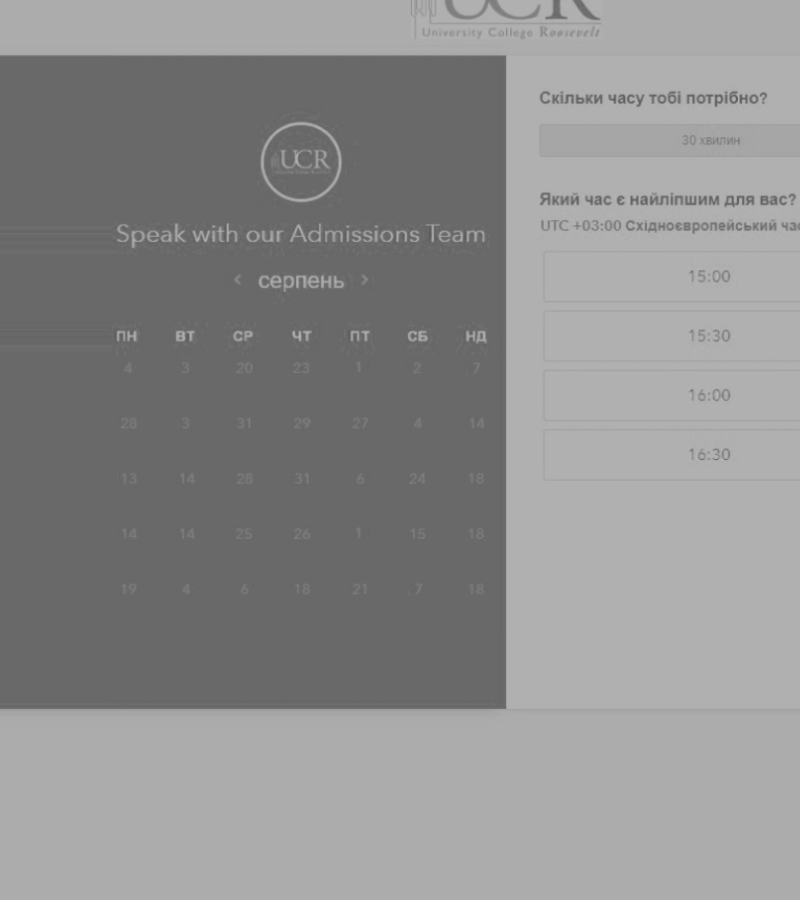 UCR
University College Roosevelt
UCR
Speak with our Admissions Team
< серпень >
ПН ВТ СР ЧТ ПТ СБ НД
4 3 20 23 1 2 7
28 3 31 29 27 4 14
13 14 28 31 6 24 18
14 14 25 26 1 15 18
19 4 6 18 21 7 18
Скільки часу тобі потрібно?
30 хвилин
Який час є найліпшим для вас?
UTC +03:00 Східноєвропейський час
15:00
15:30
16:00
16:30